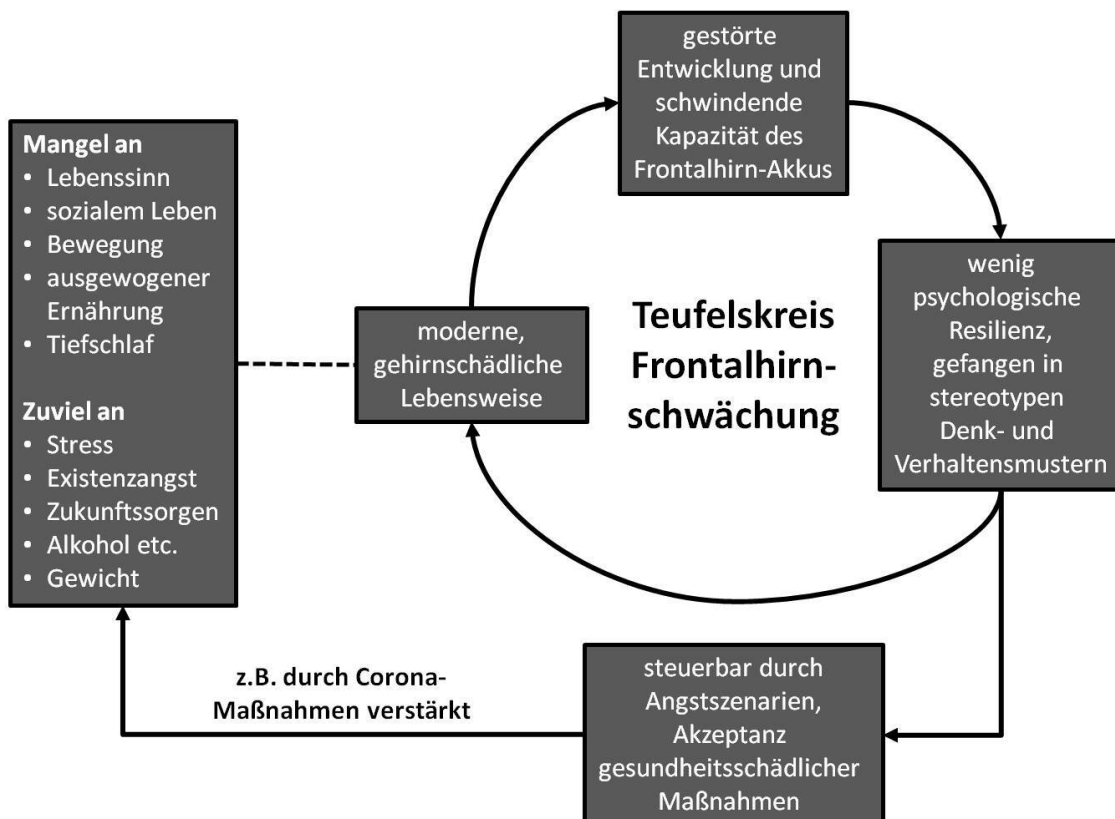 gestörte
Entwicklung und
schwindende
Kapazität des
Frontalhirn-Akkus
Mangel an
• Lebenssinn
• sozialem Leben
• Bewegung
• ausgewogener
Ernährung
• Tiefschlaf
Zuviel an
• Stress
• Existenzangst
• Zukunftssorgen
• Alkohol etc.
• Gewicht
moderne,
gehirnschädliche
Lebensweise
Teufelskreis
Frontalhirn-
schwächung
wenig
psychologische
Resilienz,
gefangen in
stereotypen
Denk- und
Verhaltensmustern
z.B. durch Corona-
Maßnahmen verstärkt
steuerbar durch
Angstszenarien,
Akzeptanz
gesundheitsschädlicher
Maßnahmen